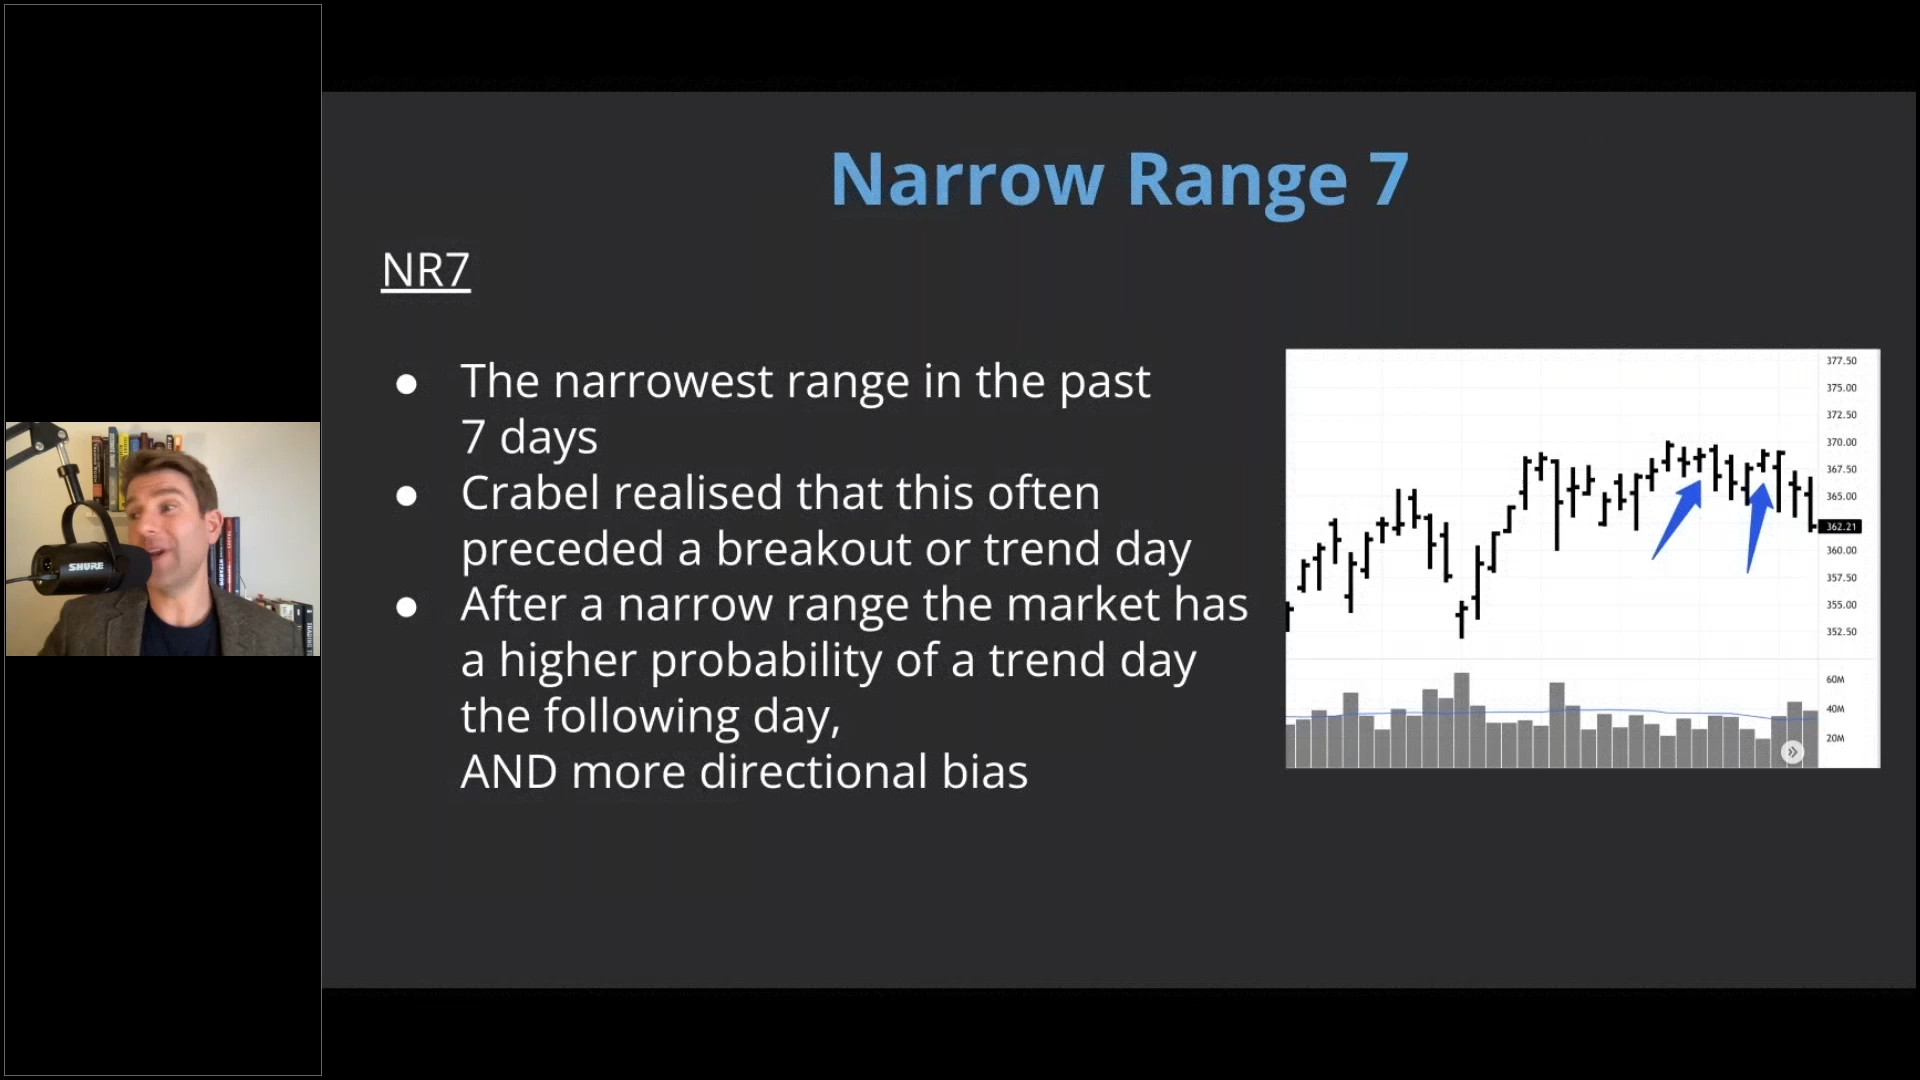 Narrow Range 7
NR7
● The narrowest range in the past
7 days
● Crabel realised that this often
preceded a breakout or trend day
● After a narrow range the market has
a higher probability of a trend day
the following day,
AND more directional bias
377.50
375.00
372.50
370.00
367.50
365.00
362.21
360.00
357.50
355.00
352.50
60M
40M
20M
SHURE